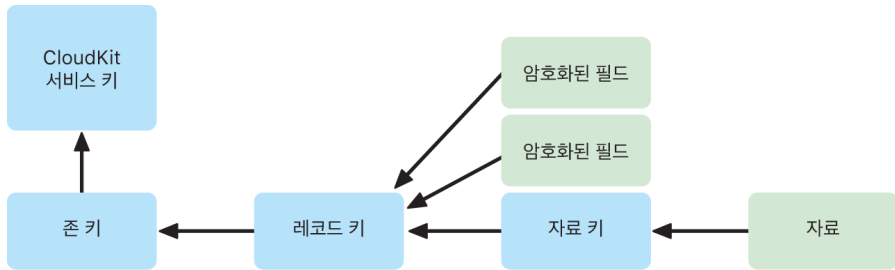 CloudKit
서비스 키
암호화된 필드
암호화된 필드
존 키
레코드 키
자료 키
자료